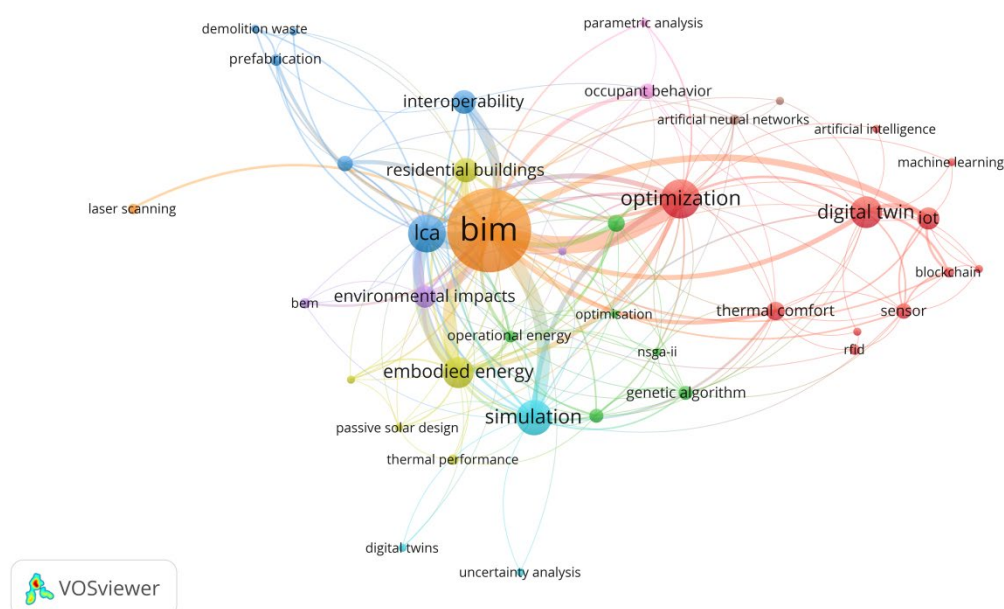 parametric analysis
demolition waste
prefabrication
occupant behavior
interoperability
artificial neural networks
artificial intelligence
machine learning
residential buildings
optimization
laser scanning
digital twin
iot
bim
lca
blockchain
bem
environmental impacts
thermal comfort
sensor
optimisation
operational energy
nsga-ii
rfid
embodied energy
genetic algorithm
simulation
passive solar design
thermal performance
digital twins
uncertainty analysis
VOSviewer